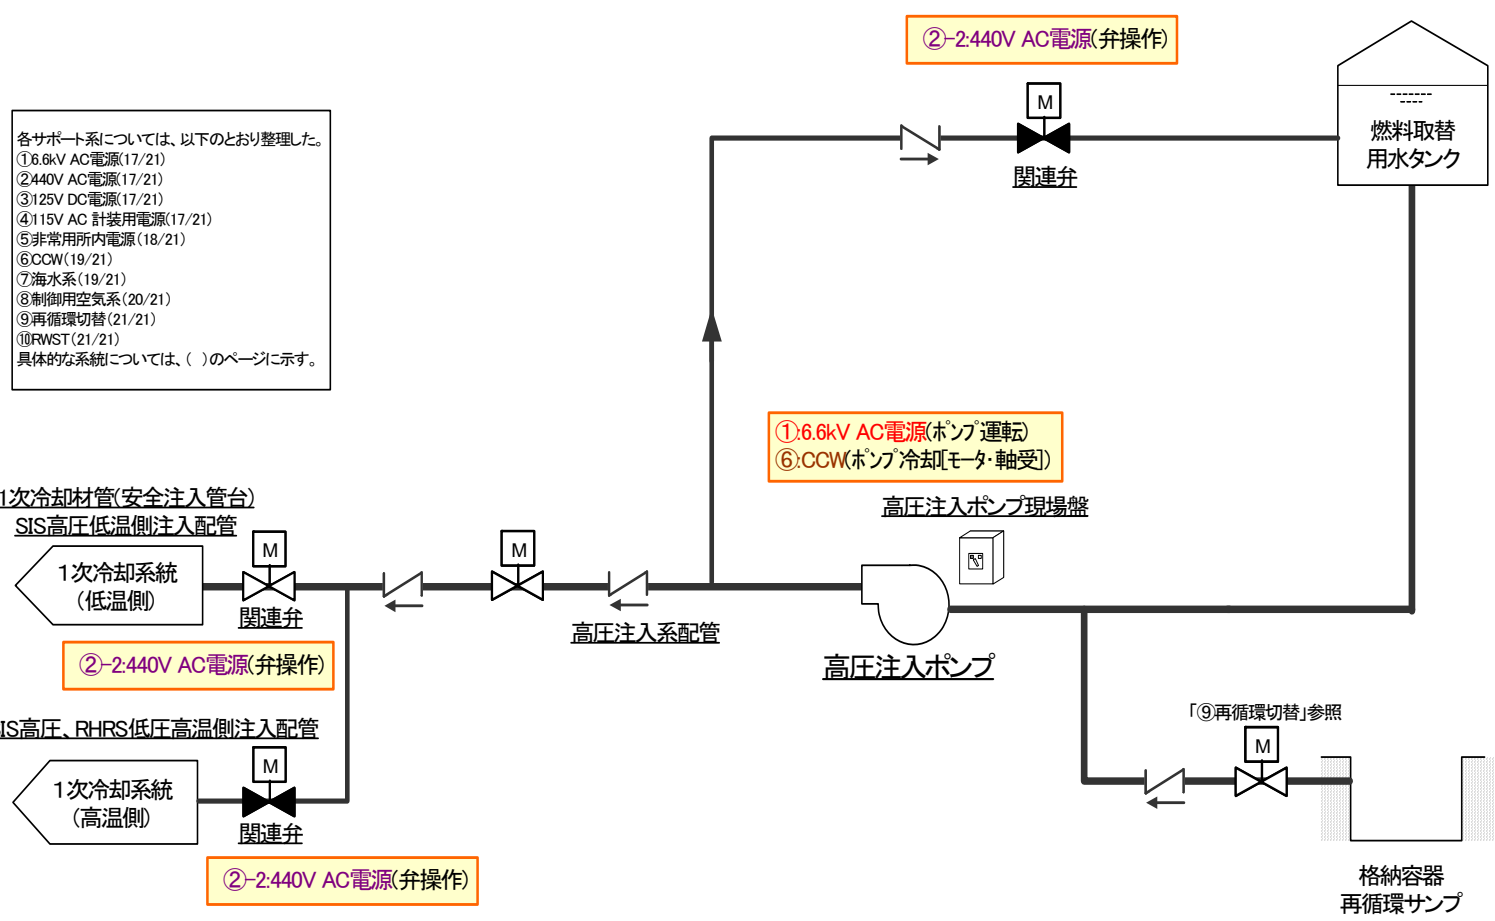 ②-2:440V AC電源(弁操作)
M
関連弁
燃料取替
用水タンク
各サポート系については、以下のとおり整理した。
①6.6kV AC電源(17/21)
②440V AC電源(17/21)
③125V DC電源(17/21)
④115V AC 計装用電源(17/21)
⑤非常用所内電源(18/21)
⑥CCW(19/21)
⑦海水系(19/21)
⑧制御用空気系(20/21)
⑨再循環切替(21/21)
⑩RWST(21/21)
具体的な系統については、( )のページに示す。
①:6.6kV AC電源(ポンプ運転)
⑥:CCW(ポンプ冷却[モータ・軸受])
高圧注入ポンプ現場盤
1次冷却材管(安全注入管台)
SIS高圧低温側注入配管
M
M
1次冷却系統
(低温側)
関連弁
高圧注入系配管
高圧注入ポンプ
②-2:440V AC電源(弁操作)
SIS高圧、RHRS低圧高温側注入配管
「⑨再循環切替」参照
M
M
1次冷却系統
(高温側)
関連弁
②-2:440V AC電源(弁操作)
格納容器
再循環サンプ